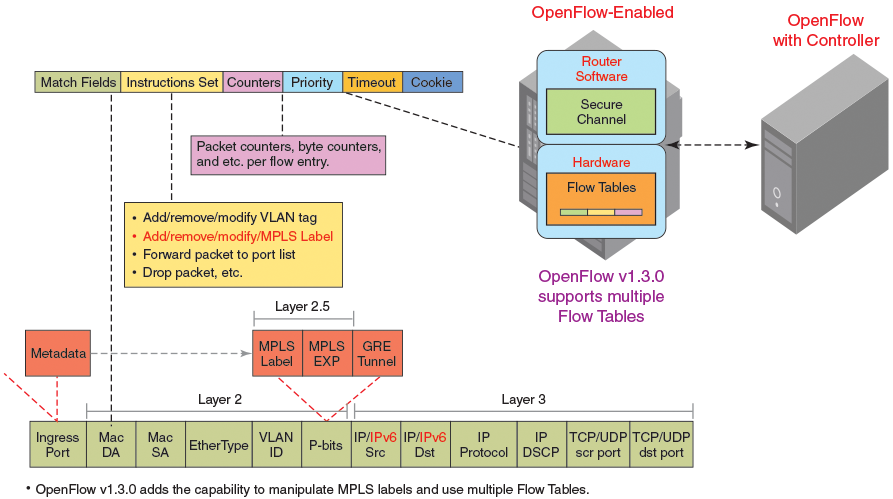 OpenFlow-Enabled
OpenFlow
with Controller
Router
Software
Secure
Channel
Hardware
Flow Tables
OpenFlow v1.3.0
supports multiple
Flow Tables
Match Fields
Instructions Set
Counters
Priority
Timeout
Cookie
Packet counters, byte counters,
and etc. per flow entry.
• Add/remove/modify VLAN tag
• Add/remove/modify/MPLS Label
• Forward packet to port list
• Drop packet, etc.
Layer 2.5
Metadata
MPLS
Label
MPLS
EXP
GRE
Tunnel
Layer 2
Layer 3
Ingress
Port
Mac
DA
Mac
SA
EtherType
VLAN
ID
P-bits
IP/IPv6
Src
IP/IPv6
Dst
IP
Protocol
IP
DSCP
TCP/UDP
scr port
TCP/UDP
dst port
• OpenFlow v1.3.0 adds the capability to manipulate MPLS labels and use multiple Flow Tables.